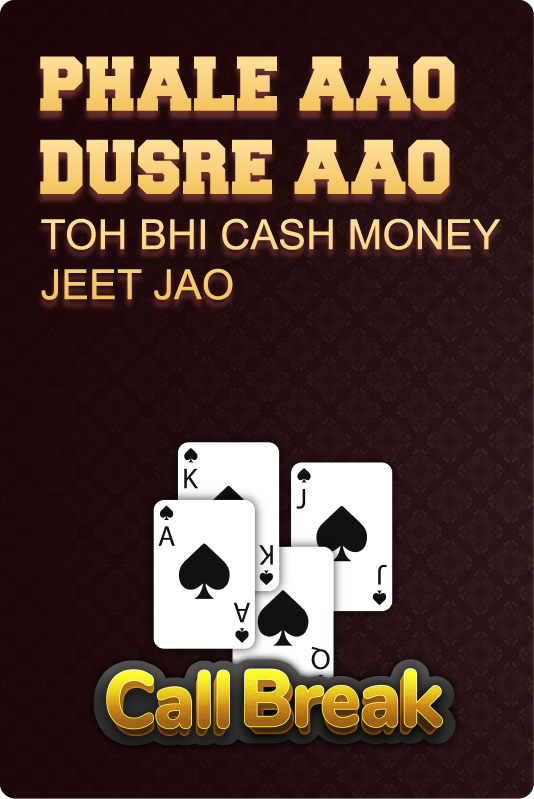 PHALE AAO
DUSRE AAO
TOH BHI CASH MONEY
JEET JAO
K
J
A
K
J
A
Q
Call Break